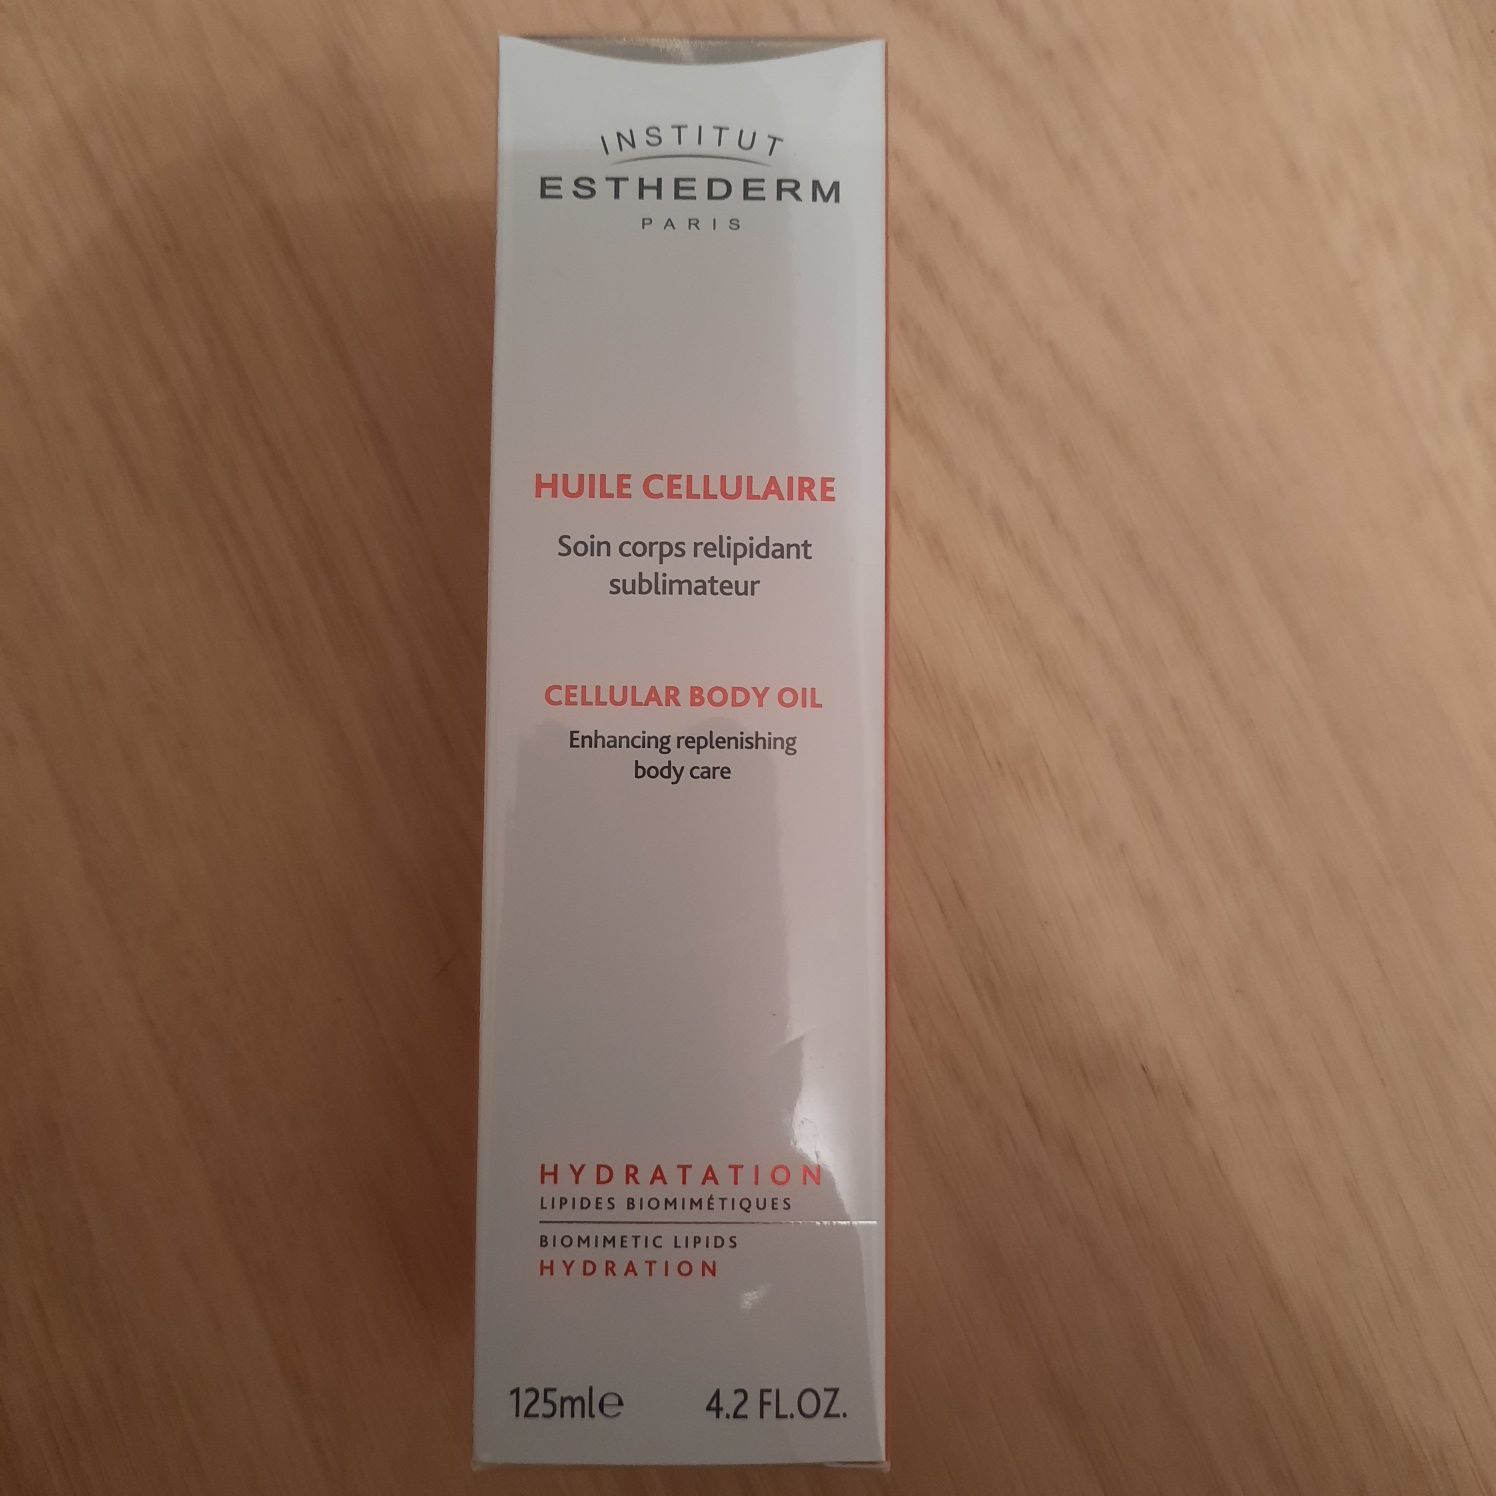 INSTITUT
ESTHEDERM
PARIS
HUILE CELLULAIRE
Soin corps relipidant
sublimateur
CELLULAR BODY OIL
Enhancing replenishing
body care
HYDRATATION
LIPIDES BIOMIMÉTIQUES
BIOMIMETIC LIPIDS
HYDRATION
125ml℮ 4.2 FL.OZ.